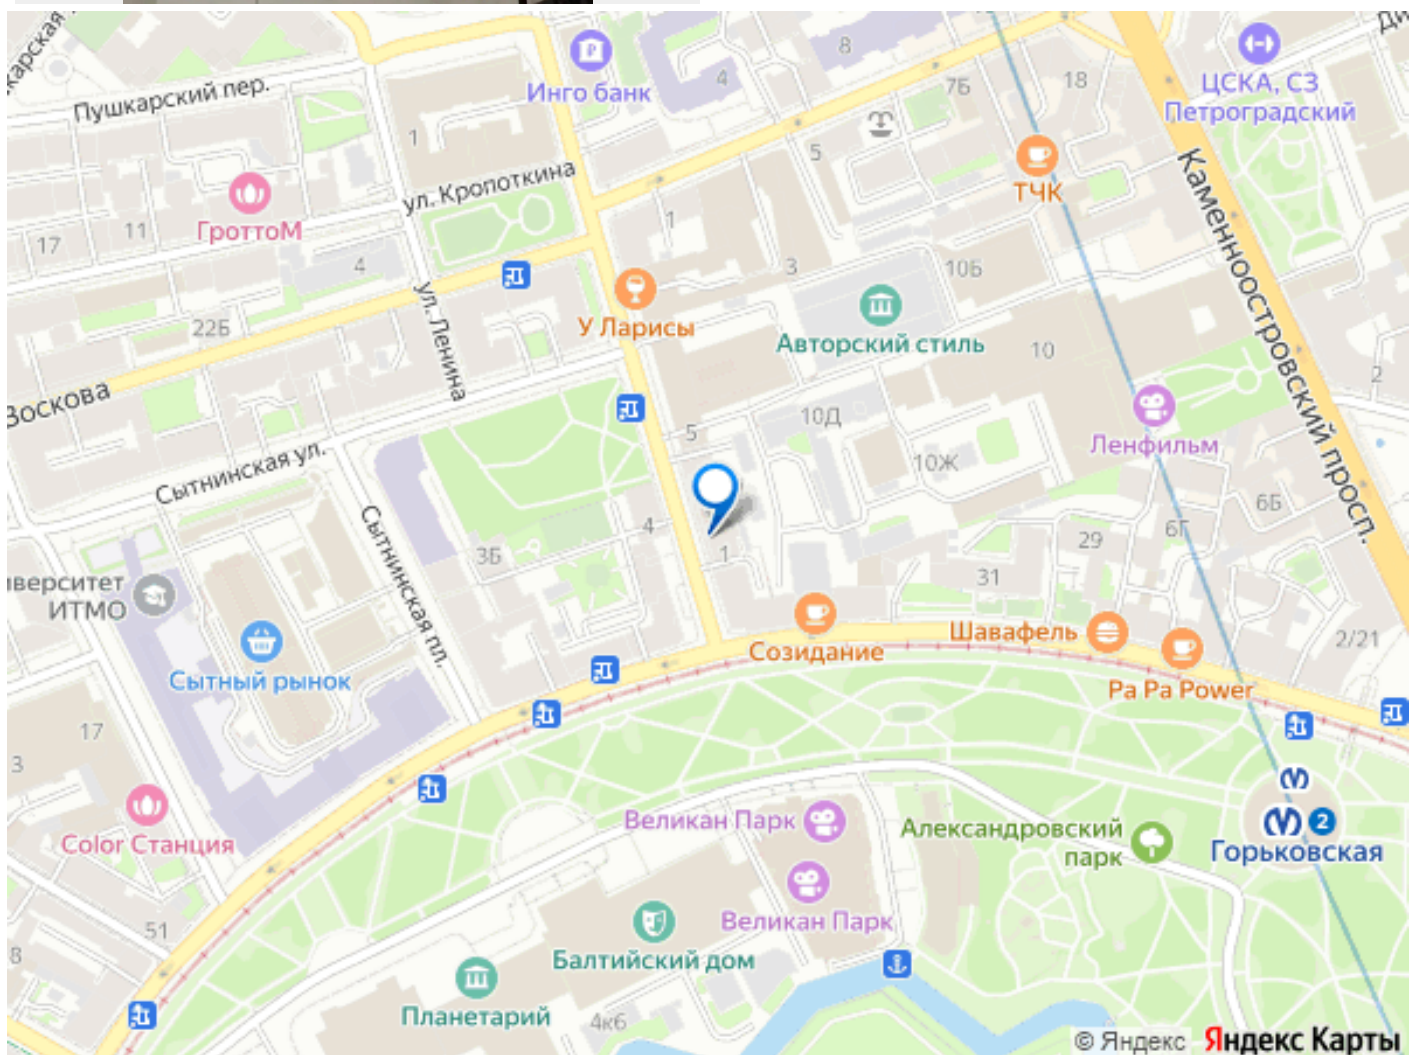 8
Ди
ЦСКА, СЗ
Петроградский
Инго банк
4
7Б
18
Пушкарский пер.
1
5
ТЧК
Каменноостровский просп.
ул. Кропоткина
ГроттоМ
17
11
1
4
3
10Б
У Ларисы
22Б
ул. Ленина
Авторский стиль
10
2
Воскова
10Д
Ленфильм
5
Сытнинская ул.
10Ж
6Б
4
6Г
Сытнинская пл.
3Б
1
29
иверситет
ИТМО
31
Созидание
Шавафель
2/21
Сытный рынок
Pa Pa Power
17
3
Color Станция
Великан Парк
Александровский
парк
2
Горьковская
Великан Парк
51
8
Балтийский дом
Планетарий
4к6
© Яндекс Яндекс Карты